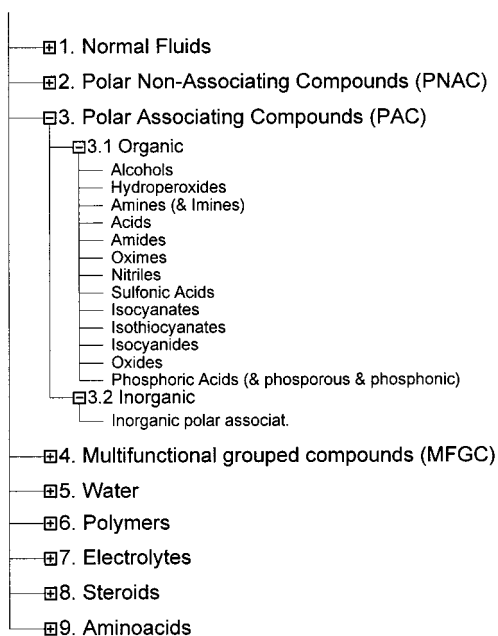 1. Normal Fluids
2. Polar Non-Associating Compounds (PNAC)
3. Polar Associating Compounds (PAC)
3.1 Organic
Alcohols
Hydroperoxides
Amines (& Imines)
Acids
Amides
Oximes
Nitriles
Sulfonic Acids
Isocyanates
Isothiocyanates
Isocyanides
Oxides
Phosphoric Acids (& phosporous & phosphonic)
3.2 Inorganic
Inorganic polar associat.
4. Multifunctional grouped compounds (MFGC)
5. Water
6. Polymers
7. Electrolytes
8. Steroids
9. Aminoacids